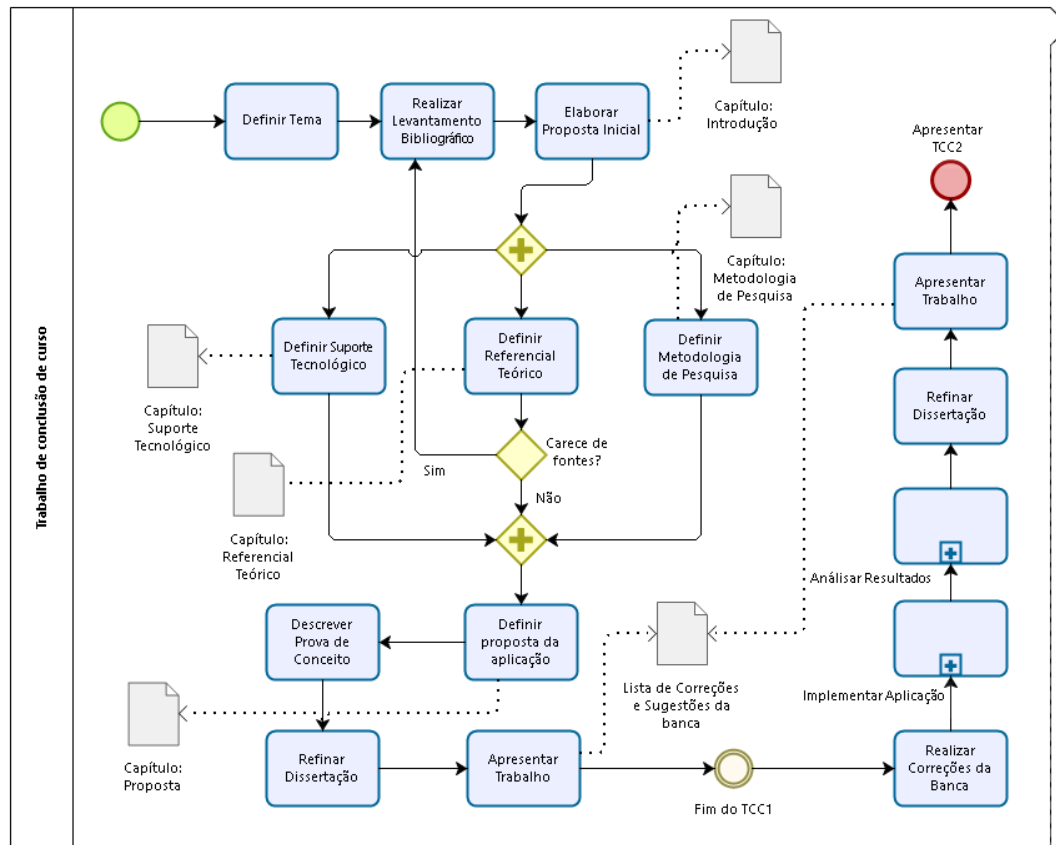 Trabalho de conclusão de curso
Definir Tema
Realizar
Levantamento
Bibliográfico
Elaborar
Proposta Inicial
Capítulo:
Introdução
Apresentar
TCC2
Capítulo:
Metodologia
de Pesquisa
Apresentar
Trabalho
Definir Suporte
Tecnológico
Definir
Referencial
Teórico
Definir
Metodologia
de Pesquisa
Capítulo:
Suporte
Tecnológico
Refinar
Dissertação
Carece de
fontes?
Sim
Não
Capítulo:
Referencial
Teórico
Análisar Resultados
Descrever
Prova de
Conceito
Definir
proposta da
aplicação
Lista de Correções
e Sugestões da
banca
Implementar Aplicação
Capítulo:
Proposta
Refinar
Dissertação
Apresentar
Trabalho
Fim do TCC1
Realizar
Correções da
Banca